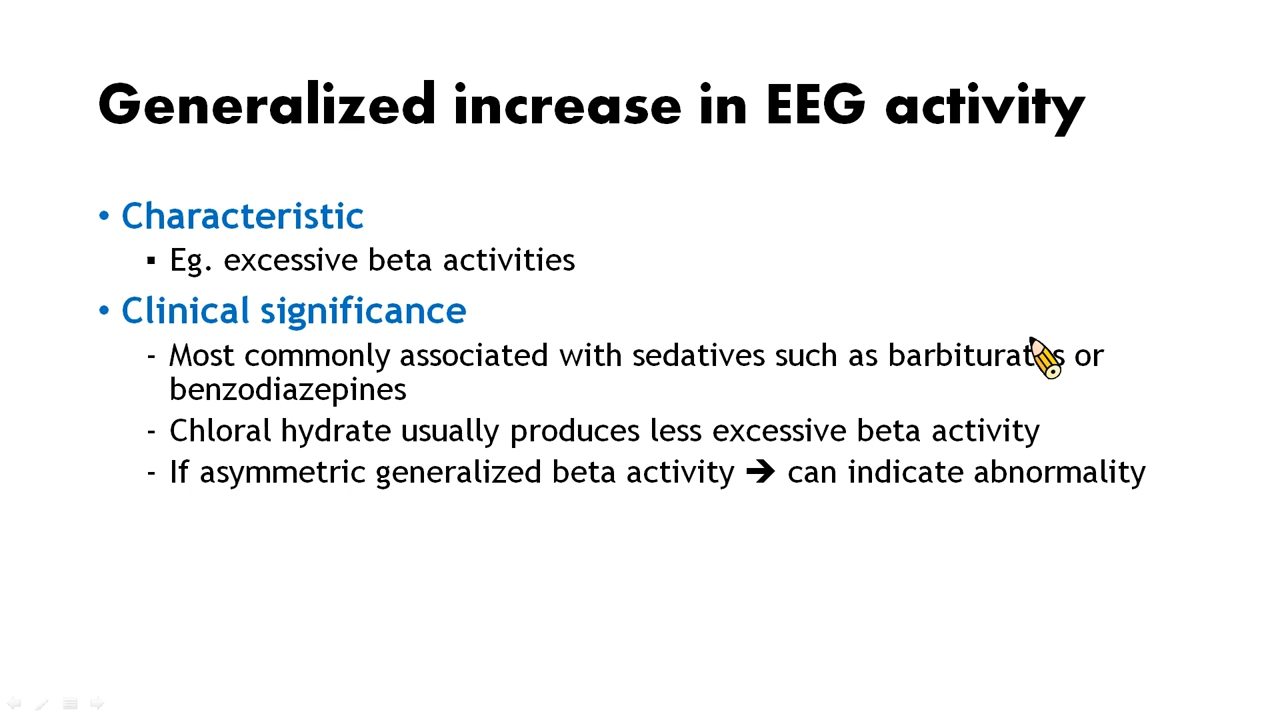 Generalized increase in EEG activity
• Characteristic
▪ Eg. excessive beta activities
• Clinical significance
- Most commonly associated with sedatives such as barbiturates or
benzodiazepines
- Chloral hydrate usually produces less excessive beta activity
- If asymmetric generalized beta activity ➔ can indicate abnormality